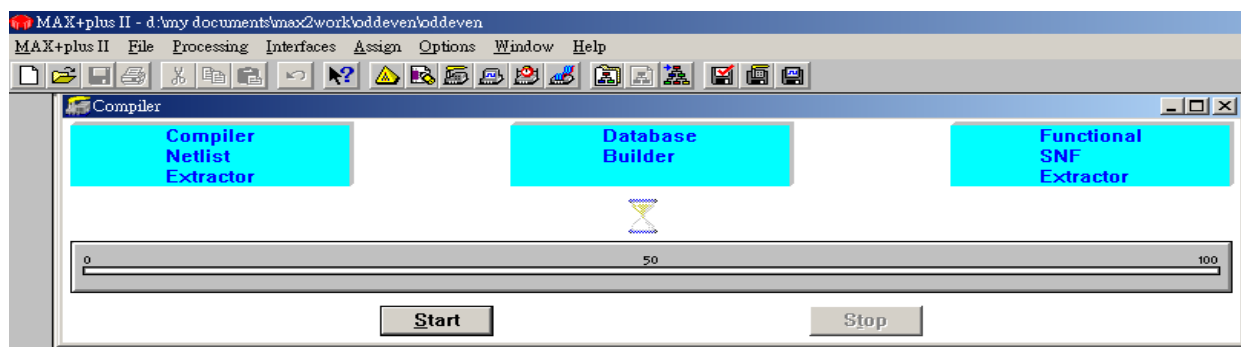 MAX+plus II - d:\my documents\max2work\oddeven\oddeven
MAX+plus II File Processing Interfaces Assign Options Window Help
Compiler
Compiler
Netlist
Extractor
Database
Builder
Functional
SNF
Extractor
0 50 100
Start Stop